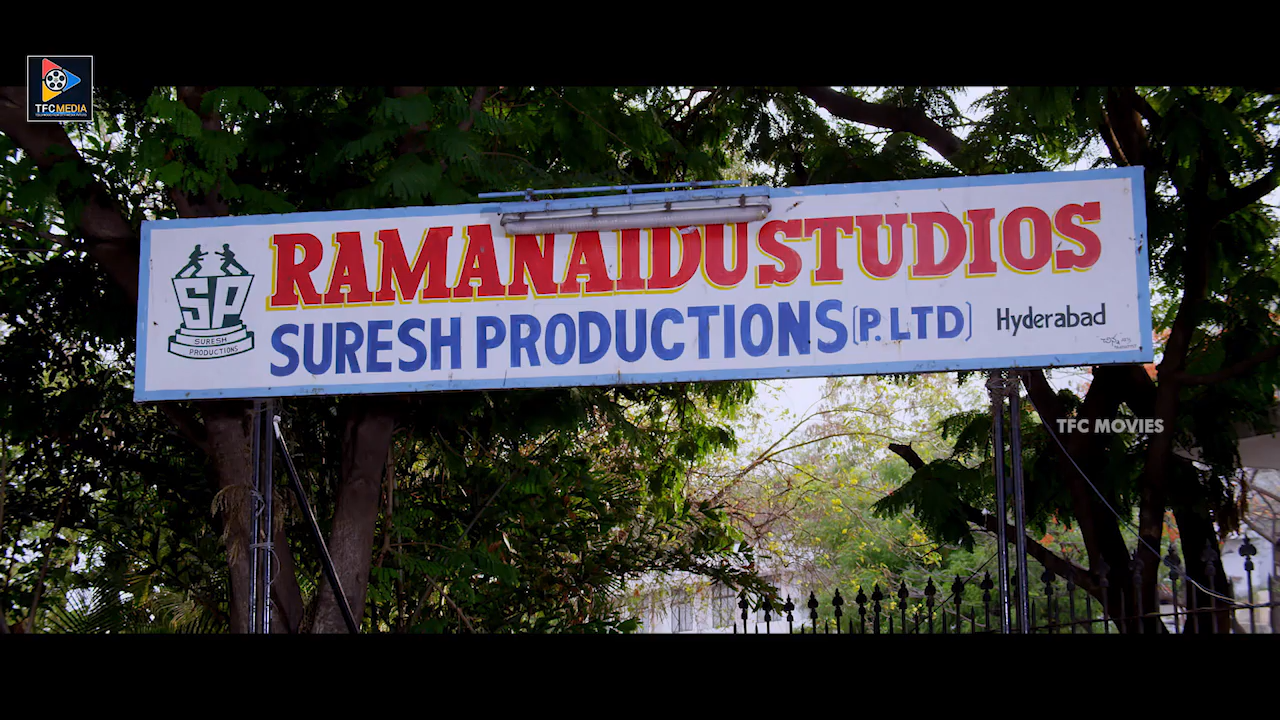 TFC MEDIA
RAMANAIDU STUDIOS
SP
SURESH PRODUCTIONS (P. LTD) Hyderabad
SURESH
PRODUCTIONS
TFC MOVIES